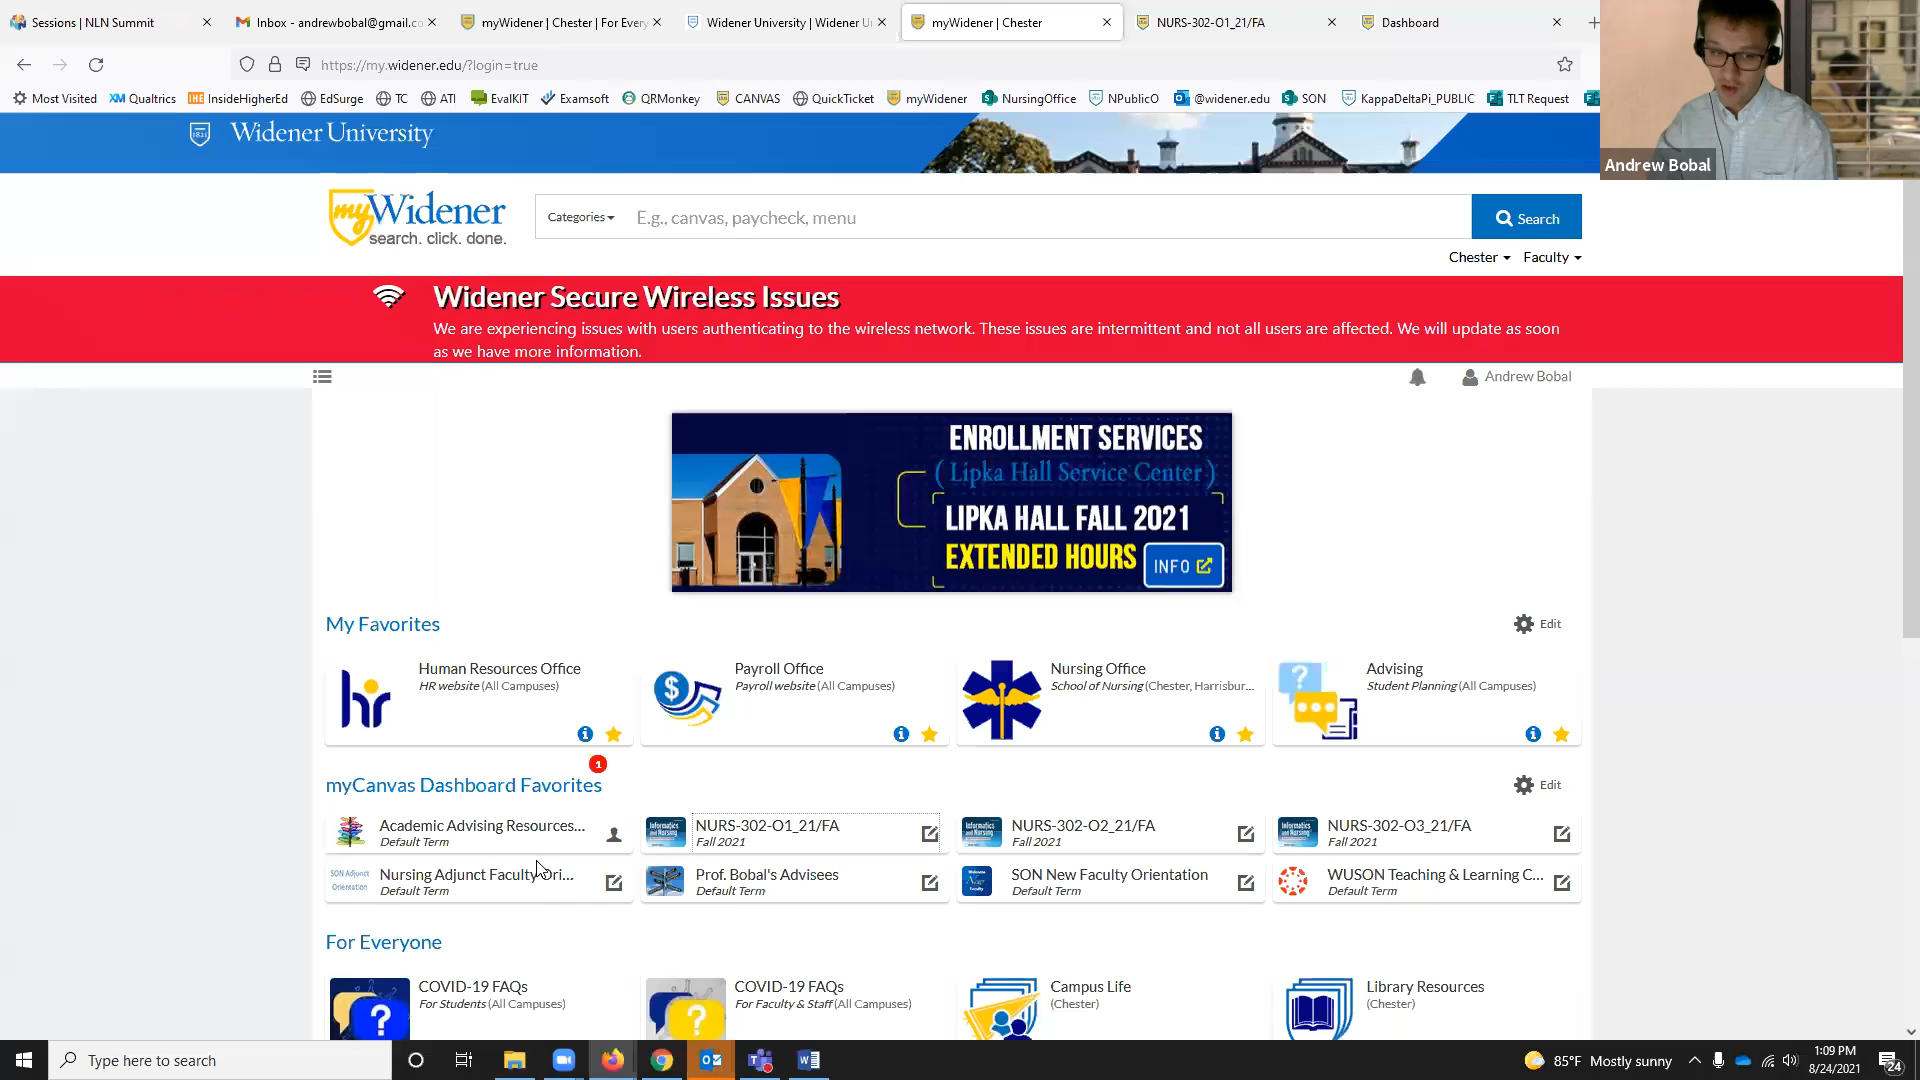 Sessions | NLN Summit
Inbox - andrewbobal@gmail.co
myWidener | Chester | For Every
Widener University | Widener U
myWidener | Chester
NURS-302-O1_21/FA
Dashboard
https://my.widener.edu/?login=true
Most Visited
Qualtrics
InsideHigherEd
EdSurge
TC
ATI
EvalKIT
Examsoft
QRMonkey
CANVAS
QuickTicket
myWidener
NursingOffice
NPublicO
@widener.edu
SON
KappaDeltaPi_PUBLIC
TLT Request
Andrew Bobal
Widener University
myWidener
search. click. done.
Categories
E.g., canvas, paycheck, menu
Search
Chester
Faculty
Widener Secure Wireless Issues
We are experiencing issues with users authenticating to the wireless network. These issues are intermittent and not all users are affected. We will update as soon
as we have more information.
Andrew Bobal
ENROLLMENT SERVICES
( Lipka Hall Service Center )
LIPKA HALL FALL 2021
EXTENDED HOURS
INFO
My Favorites
Edit
Human Resources Office
HR website (All Campuses)
Payroll Office
Payroll website (All Campuses)
Nursing Office
School of Nursing (Chester, Harrisbur...
Advising
Student Planning (All Campuses)
hr
1
myCanvas Dashboard Favorites
Edit
Academic Advising Resources...
Default Term
NURS-302-O1_21/FA
Fall 2021
NURS-302-O2_21/FA
Fall 2021
NURS-302-O3_21/FA
Fall 2021
SON Adjunct
Orientation
Nursing Adjunct Faculty Ori...
Default Term
Prof. Bobal's Advisees
Default Term
SON New Faculty Orientation
Default Term
WUSON Teaching & Learning C...
Default Term
For Everyone
COVID-19 FAQs
For Students (All Campuses)
COVID-19 FAQs
For Faculty & Staff (All Campuses)
Campus Life
(Chester)
Library Resources
(Chester)
Type here to search
85°F Mostly sunny
1:09 PM
8/24/2021
24